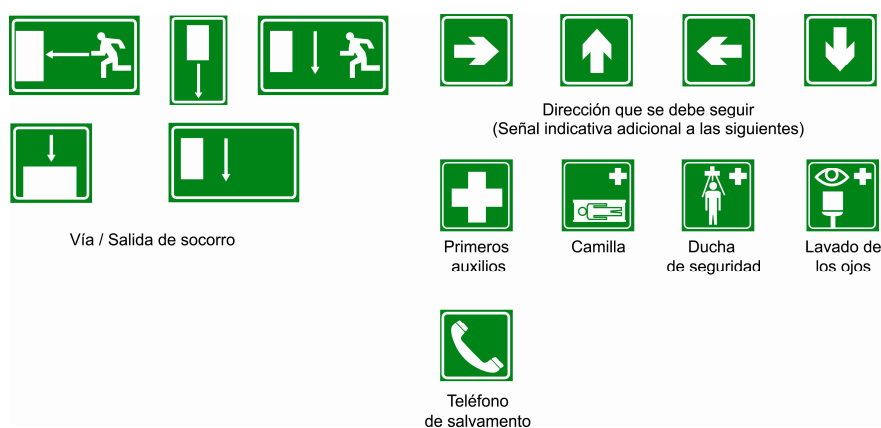 Dirección que se debe seguir
(Señal indicativa adicional a las siguientes)
Vía / Salida de socorro
Primeros
auxilios
Camilla
Ducha
de seguridad
Lavado de
los ojos
Teléfono
de salvamento